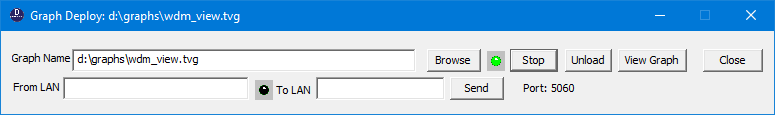 Graph Deploy: d:\graphs\wdm_view.tvg
Graph Name d:\graphs\wdm_view.tvg Browse Stop Unload View Graph Close
From LAN To LAN Send Port: 5060